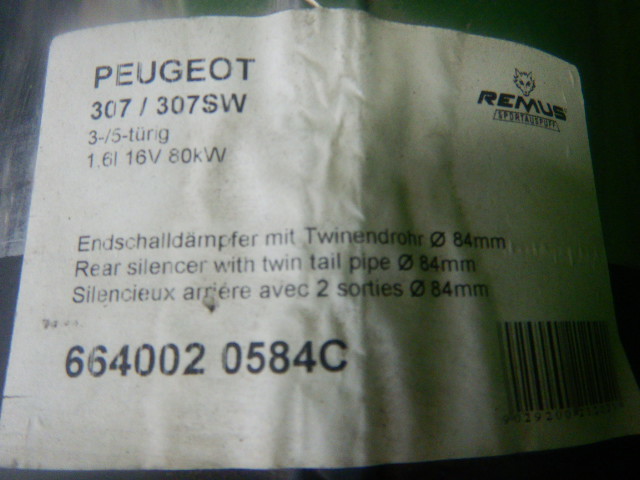 PEUGEOT
307 / 307SW
3-/5-türig
1.6l 16V 80kW
REMUS
SPORTAUSPUFF
Endschalldämpfer mit Twinendrohr Ø 84mm
Rear silencer with twin tail pipe Ø 84mm
Silencieux arriére avec 2 sorties Ø 84mm
664002 0584C